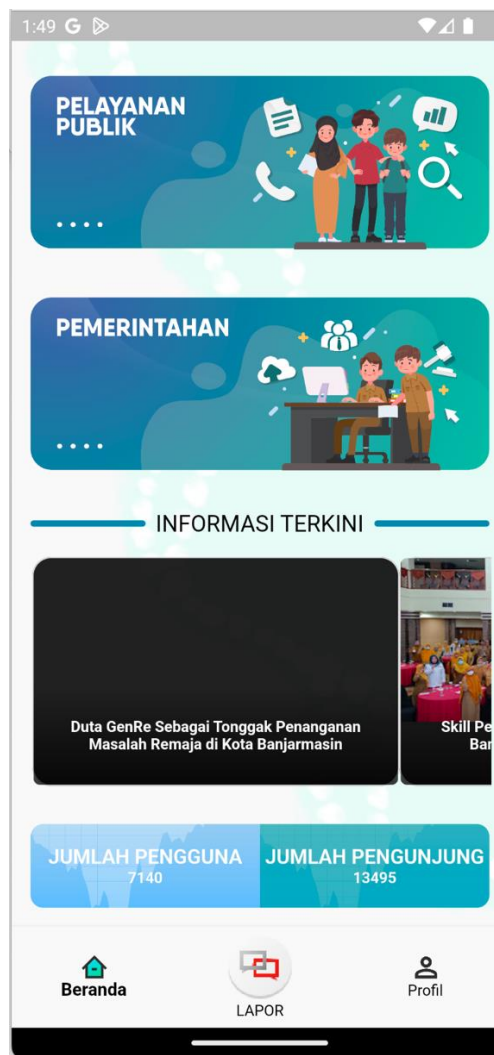 1:49 G
PELAYANAN
PUBLIK
PEMERINTAHAN
INFORMASI TERKINI
Duta GenRe Sebagai Tonggak Penanganan
Masalah Remaja di Kota Banjarmasin
Skill Pe
Bar
JUMLAH PENGGUNA
7140
JUMLAH PENGUNJUNG
13495
Beranda
LAPOR
Profil